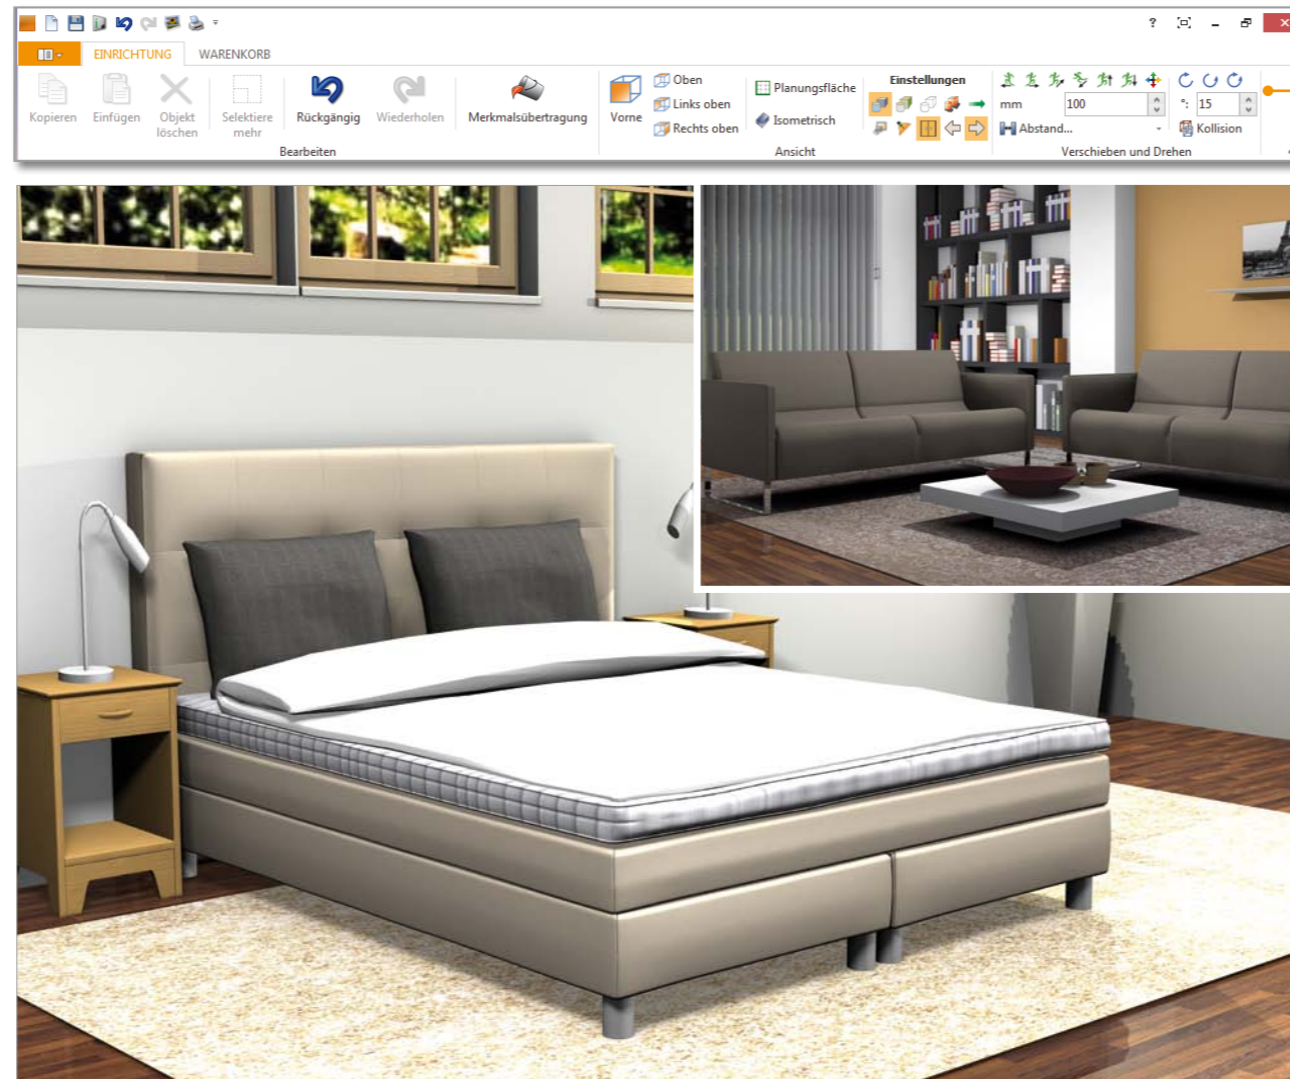 ?
EINRICHTUNG WARENKORB
Kopieren Einfügen Objekt löschen Selektiere mehr Rückgängig Wiederholen Merkmalsübertragung
Bearbeiten
Vorne Oben Links oben Rechts oben Planungsfläche Isometrisch
Ansicht
Einstellungen
mm 100 °: 15
Abstand... Kollision
Verschieben und Drehen